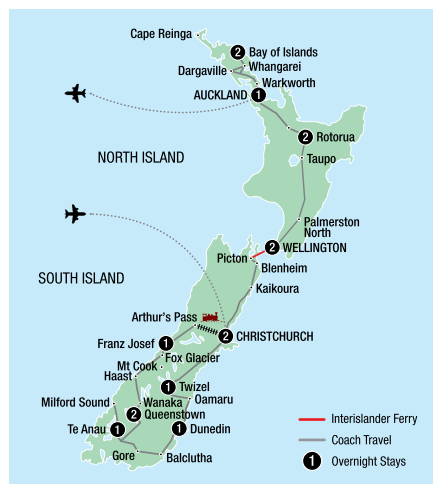 Cape Reinga
2
Bay of Islands
Whangarei
Dargaville
Warkworth
AUCKLAND
1
NORTH ISLAND
2
Rotorua
Taupo
Palmerston
North
2
WELLINGTON
Picton
Blenheim
SOUTH ISLAND
Kaikoura
Arthur's Pass
2
CHRISTCHURCH
Franz Josef
1
Fox Glacier
Mt Cook
Haast
1
Twizel
Oamaru
Milford Sound
Wanaka
2
Queenstown
Te Anau
1
1
Dunedin
Gore
Balclutha
Interislander Ferry
Coach Travel
1
Overnight Stays